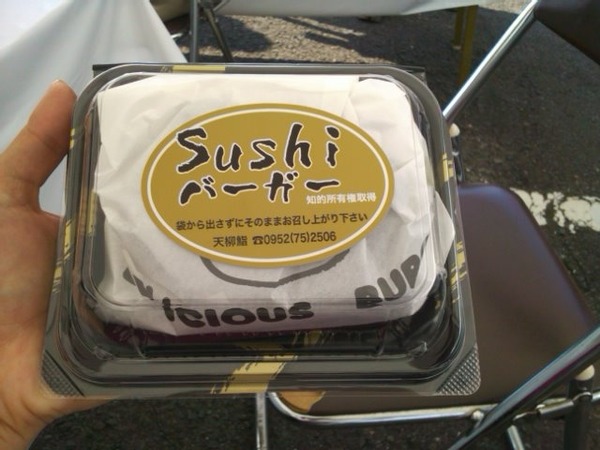 Sushi
バーガー
知的所有権取得
袋から出さずにそのままお召し上がり下さい
天柳鮨 ☎0952(75)2506
icious BUR